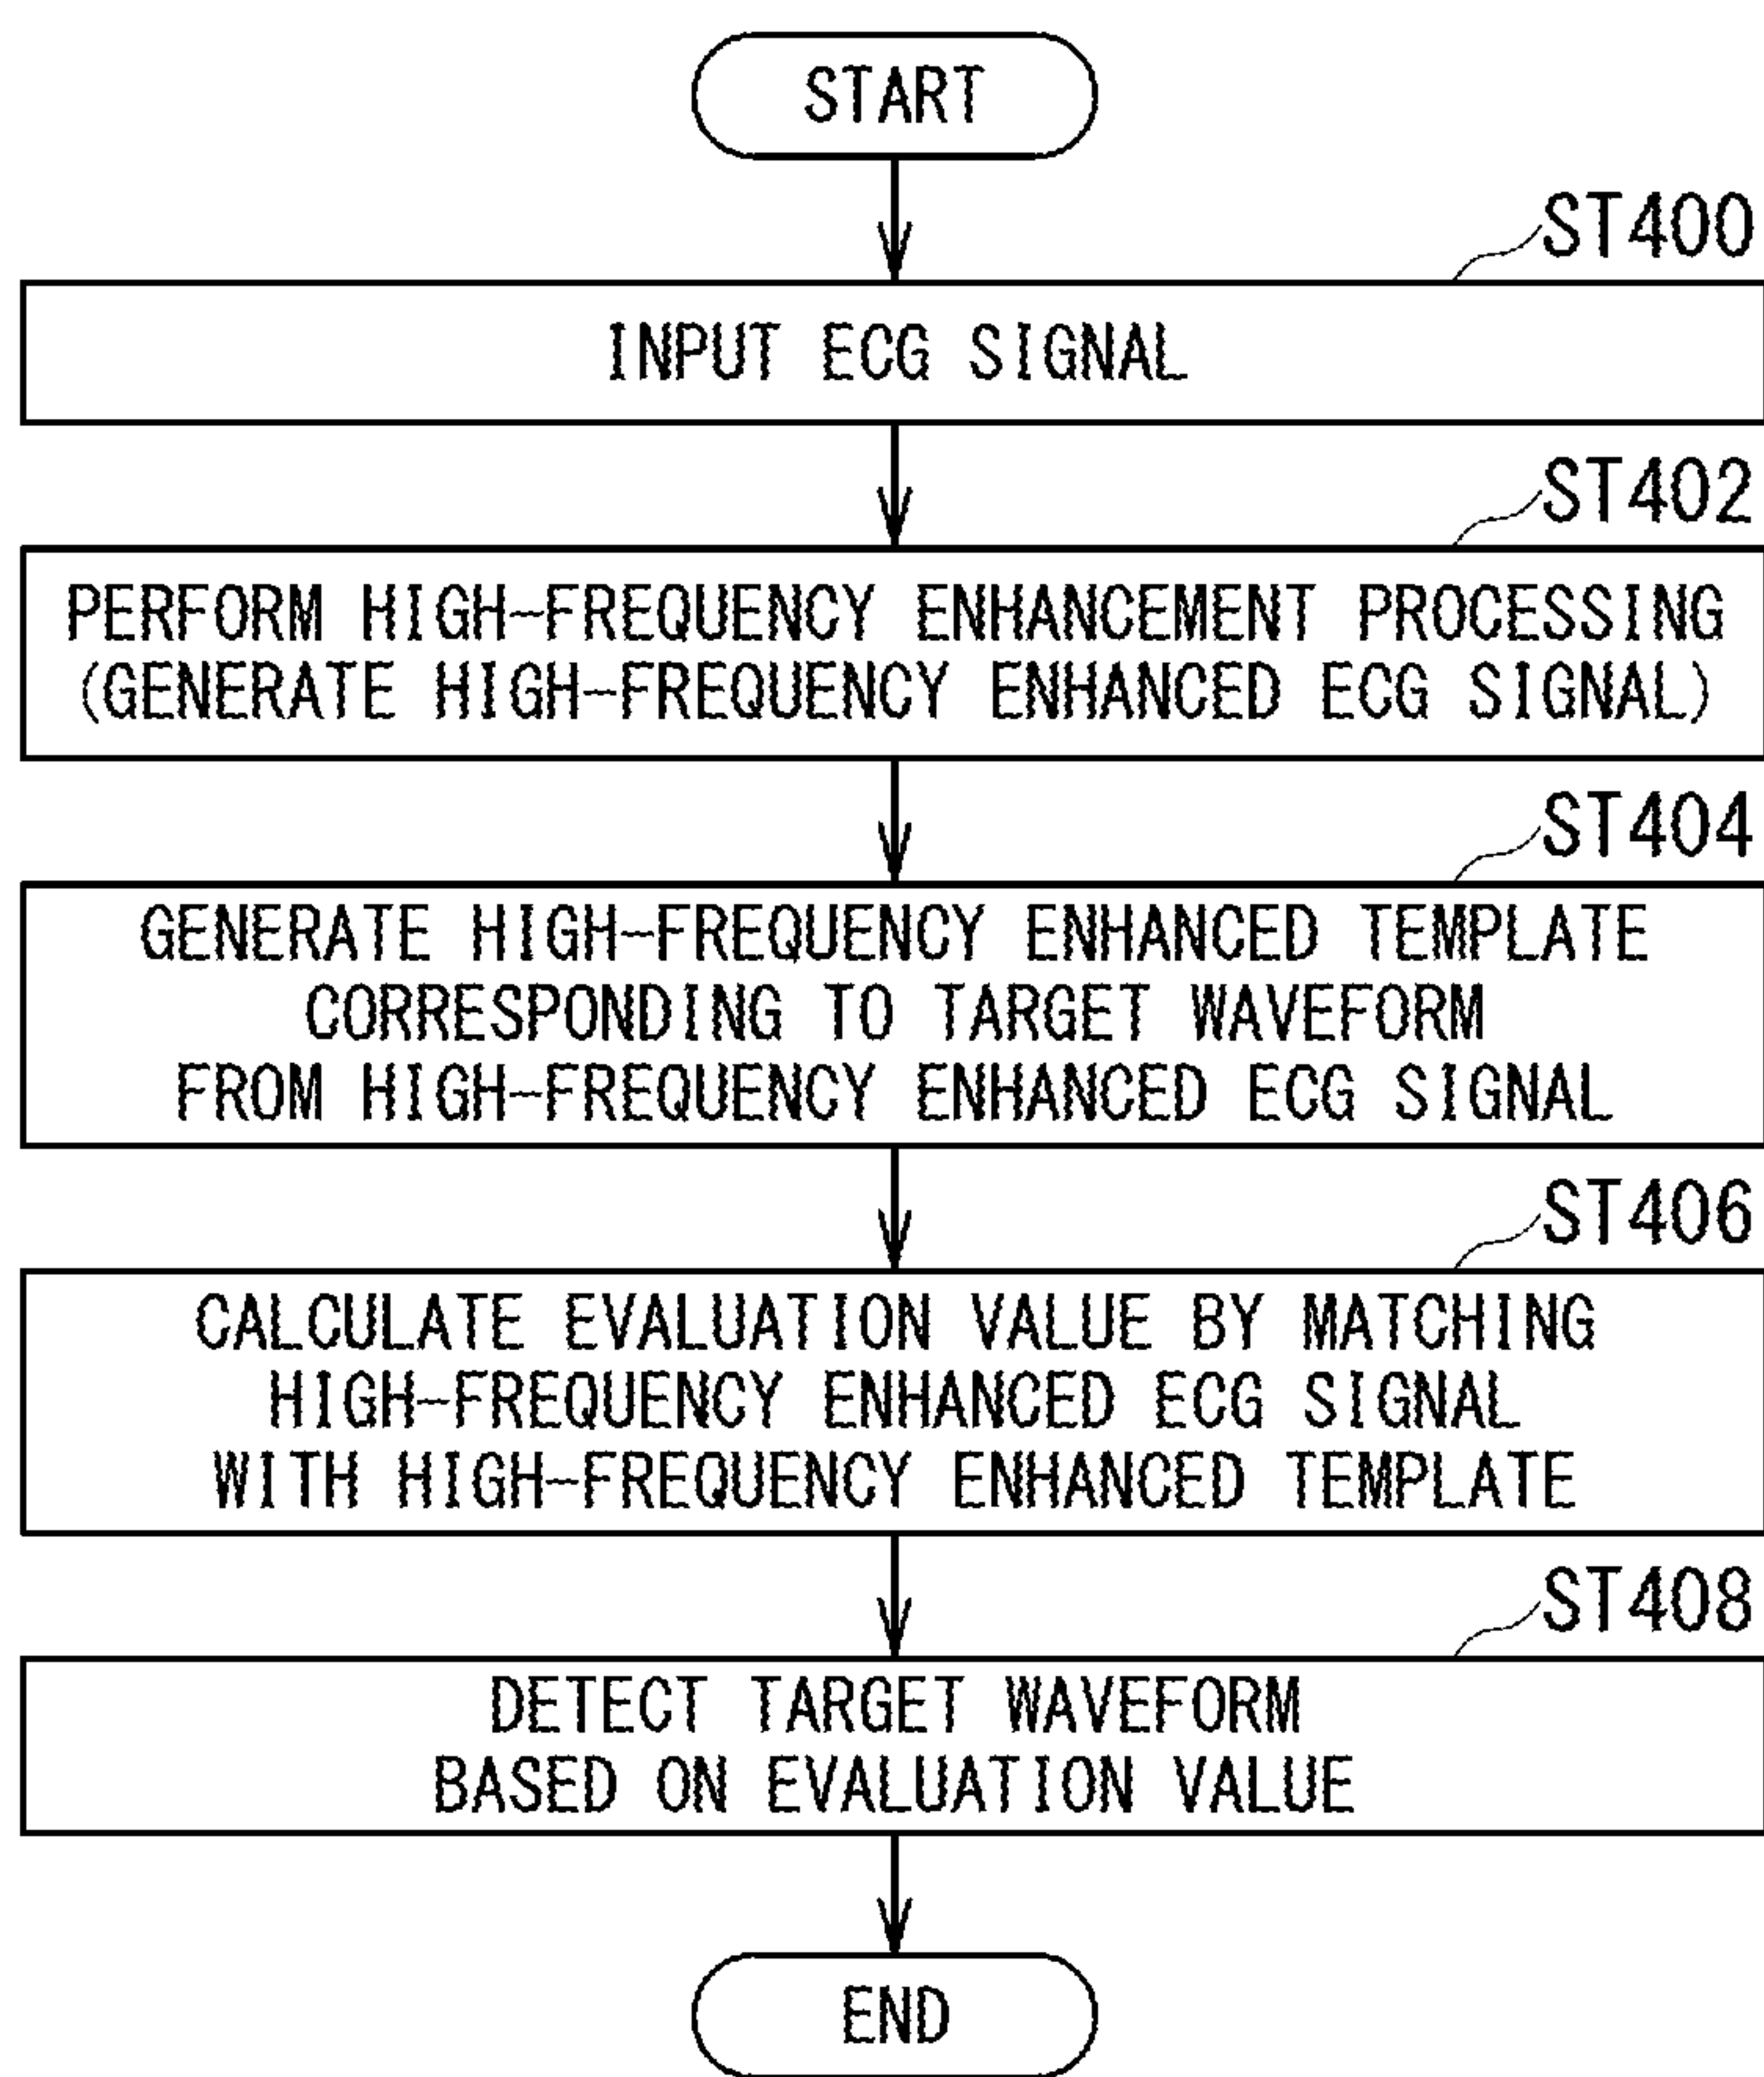 START
ST400
INPUT ECG SIGNAL
ST402
PERFORM HIGH-FREQUENCY ENHANCEMENT PROCESSING
(GENERATE HIGH-FREQUENCY ENHANCED ECG SIGNAL)
ST404
GENERATE HIGH-FREQUENCY ENHANCED TEMPLATE
CORRESPONDING TO TARGET WAVEFORM
FROM HIGH-FREQUENCY ENHANCED ECG SIGNAL
ST406
CALCULATE EVALUATION VALUE BY MATCHING
HIGH-FREQUENCY ENHANCED ECG SIGNAL
WITH HIGH-FREQUENCY ENHANCED TEMPLATE
ST408
DETECT TARGET WAVEFORM
BASED ON EVALUATION VALUE
END